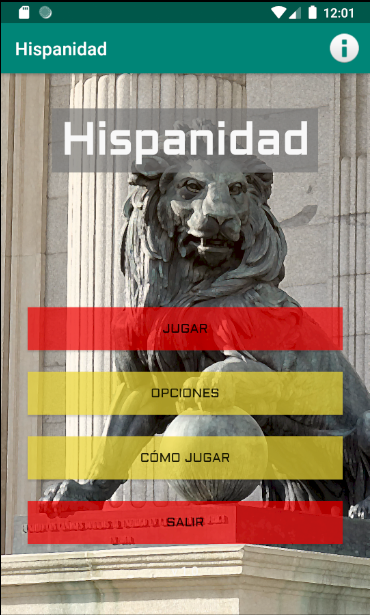 12:01
Hispanidad
Hispanidad
JUGAR
OPCIONES
CÓMO JUGAR
SALIR